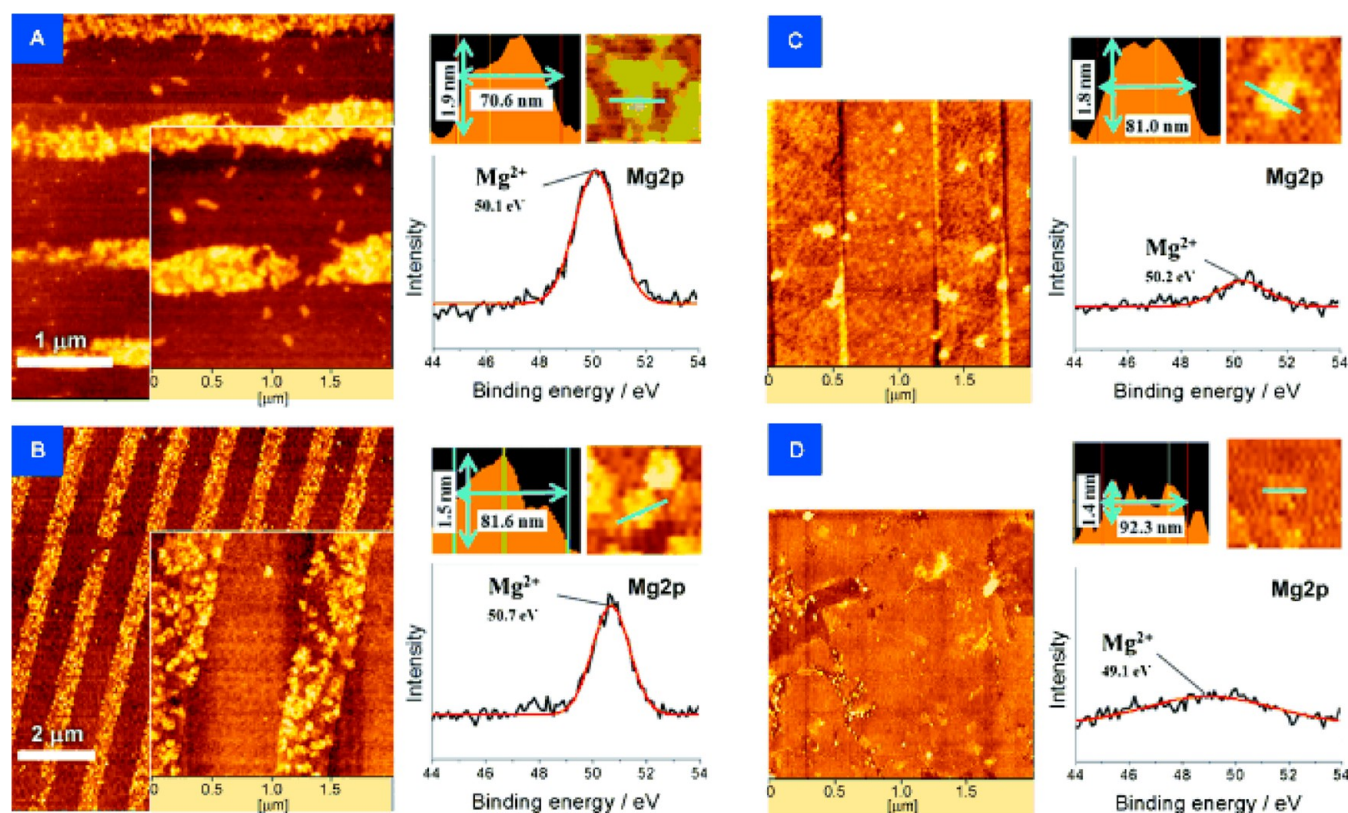 A
1 μm
0
0.5
1.0
1.5
[μm]
1.9 nm
70.6 nm
Mg2+
50.1 eV
Mg2p
Intensity
44 46 48 50 52 54
Binding energy / eV
B
2 μm
0
0.5
1.0
1.5
[μm]
1.5 nm
81.6 nm
Mg2+
50.7 eV
Mg2p
Intensity
44 46 48 50 52 54
Binding energy / eV
C
0
0.5
1.0
1.5
[μm]
1.8 nm
81.0 nm
Mg2+
50.2 eV
Mg2p
Intensity
44 46 48 50 52 54
Binding energy / eV
D
0
0.5
1.0
1.5
[μm]
1.4 nm
92.3 nm
Mg2+
49.1 eV
Mg2p
Intensity
44 46 48 50 52 54
Binding energy / eV